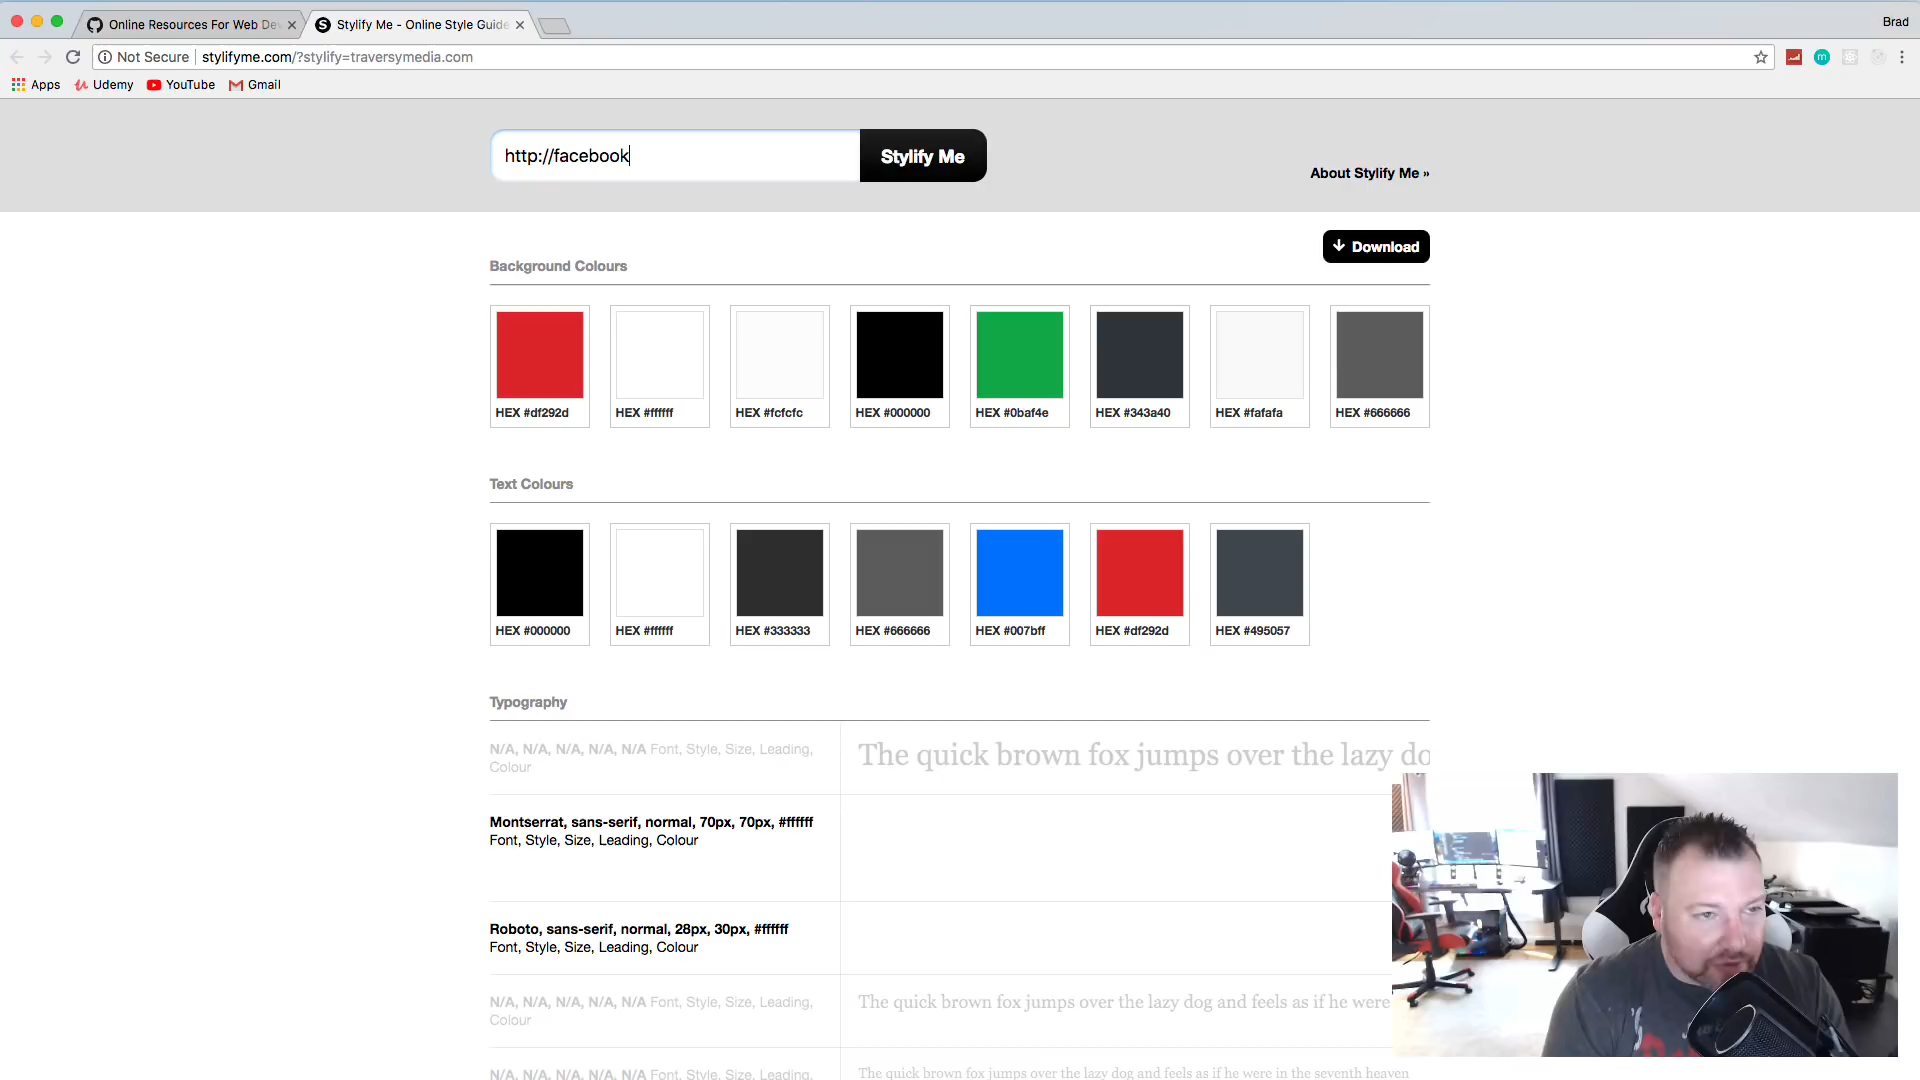 Online Resources For Web De
Stylify Me - Online Style Guide
Brad
Not Secure
stylifyme.com/?stylify=traversymedia.com
Apps
Udemy
YouTube
Gmail
http://facebook
Stylify Me
About Stylify Me »
Download
Background Colours
HEX #df292d
HEX #ffffff
HEX #fcfcfc
HEX #000000
HEX #0baf4e
HEX #343a40
HEX #fafafa
HEX #666666
Text Colours
HEX #000000
HEX #ffffff
HEX #333333
HEX #666666
HEX #007bff
HEX #df292d
HEX #495057
Typography
N/A, N/A, N/A, N/A, N/A Font, Style, Size, Leading,
Colour
The quick brown fox jumps over the lazy do
Montserrat, sans-serif, normal, 70px, 70px, #ffffff
Font, Style, Size, Leading, Colour
Roboto, sans-serif, normal, 28px, 30px, #ffffff
Font, Style, Size, Leading, Colour
N/A, N/A, N/A, N/A, N/A Font, Style, Size, Leading,
Colour
The quick brown fox jumps over the lazy dog and feels as if he were
N/A, N/A, N/A, N/A, N/A Font, Style, Size, Leading,
The quick brown fox jumps over the lazy dog and feels as if he were in the seventh heaven